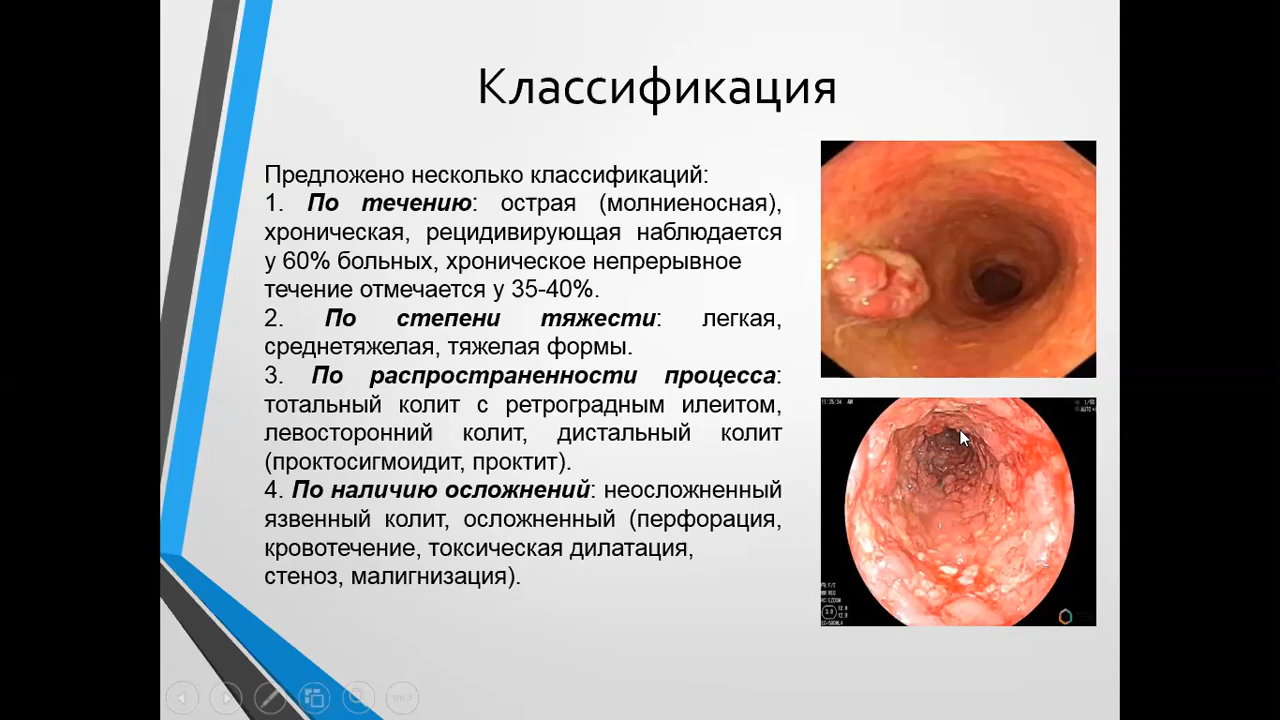 Классификация
Предложено несколько классификаций:
1. По течению: острая (молниеносная),
хроническая, рецидивирующая наблюдается
у 60% больных, хроническое непрерывное
течение отмечается у 35-40%.
2. По степени тяжести: легкая,
среднетяжелая, тяжелая формы.
3. По распространенности процесса:
тотальный колит с ретроградным илеитом,
левосторонний колит, дистальный колит
(проктосигмоидит, проктит).
4. По наличию осложнений: неосложненный
язвенный колит, осложненный (перфорация,
кровотечение, токсическая дилатация,
стеноз, малигнизация).